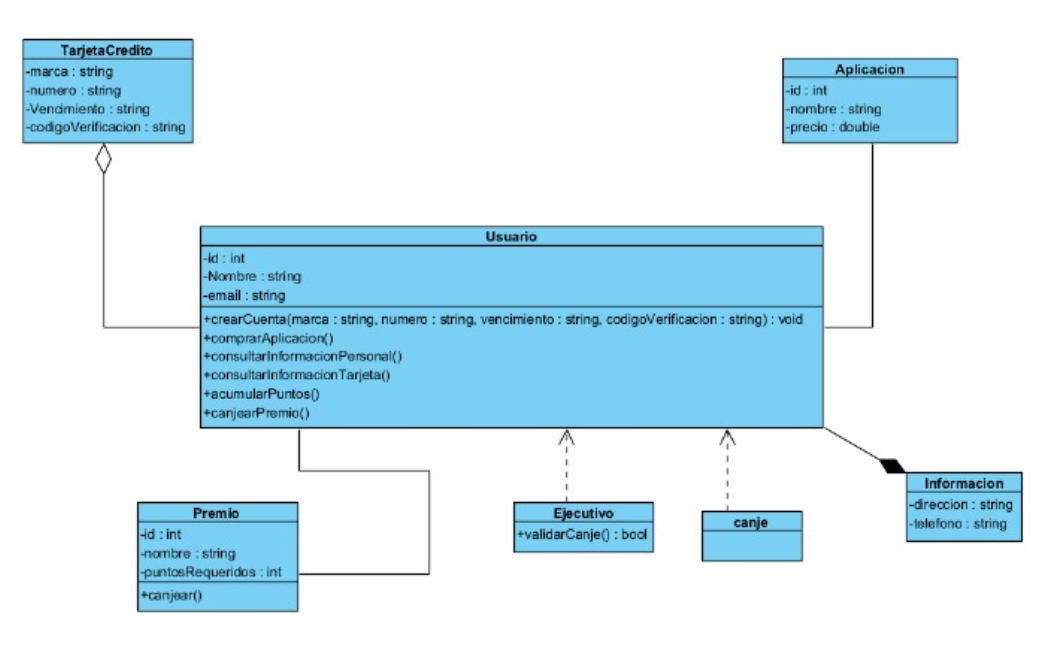 TarjetaCredito
-marca : string
-numero : string
-Vencimiento : string
-codigoVerificacion : string
Aplicacion
-id : int
-nombre : string
-precio : double
Usuario
-id : int
-Nombre : string
-email : string
+crearCuenta(marca : string, numero : string, vencimiento : string, codigoVerificacion : string) : void
+comprarAplicacion()
+consultarInformacionPersonal()
+consultarInformacionTarjeta()
+acumularPuntos()
+canjearPremio()
Premio
-id : int
-nombre : string
-puntosRequeridos : int
+canjear()
Ejecutivo
+validarCanje() : bool
canje
Informacion
-direccion : string
-telefono : string